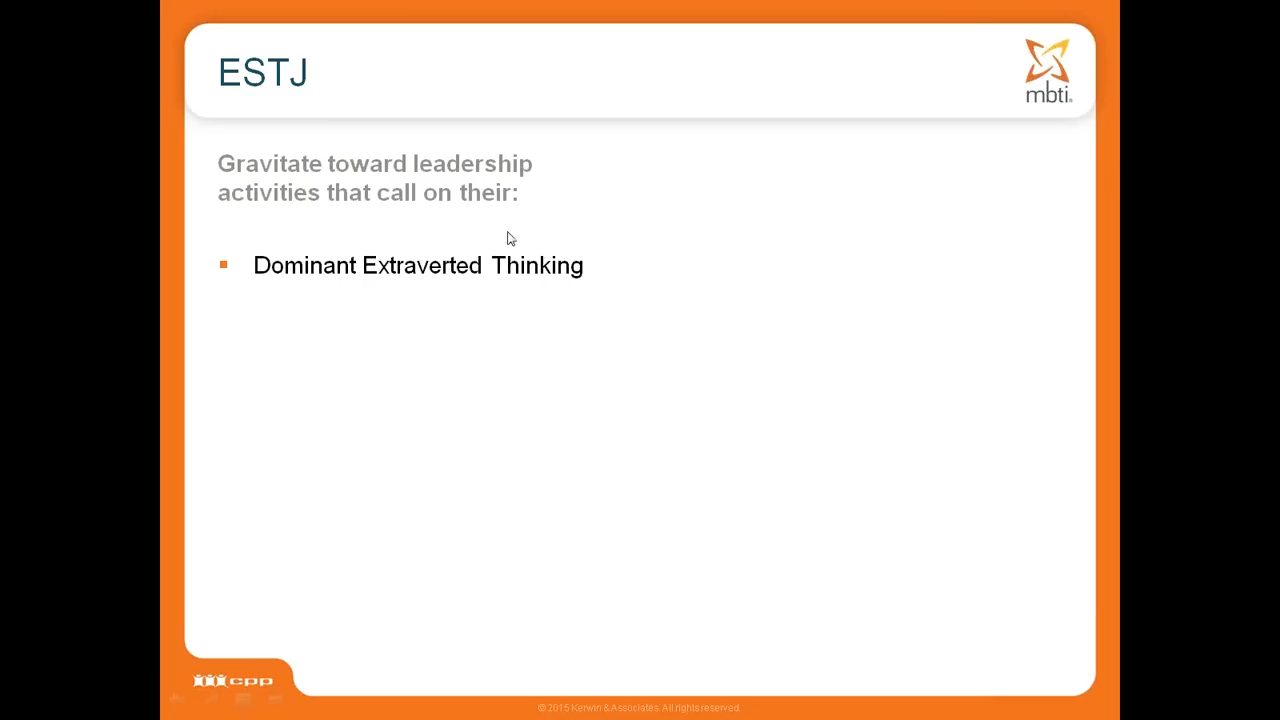 ESTJ
mbti®
Gravitate toward leadership
activities that call on their:
Dominant Extraverted Thinking
cpp
© 2015 Kerwin & Associates. All rights reserved.